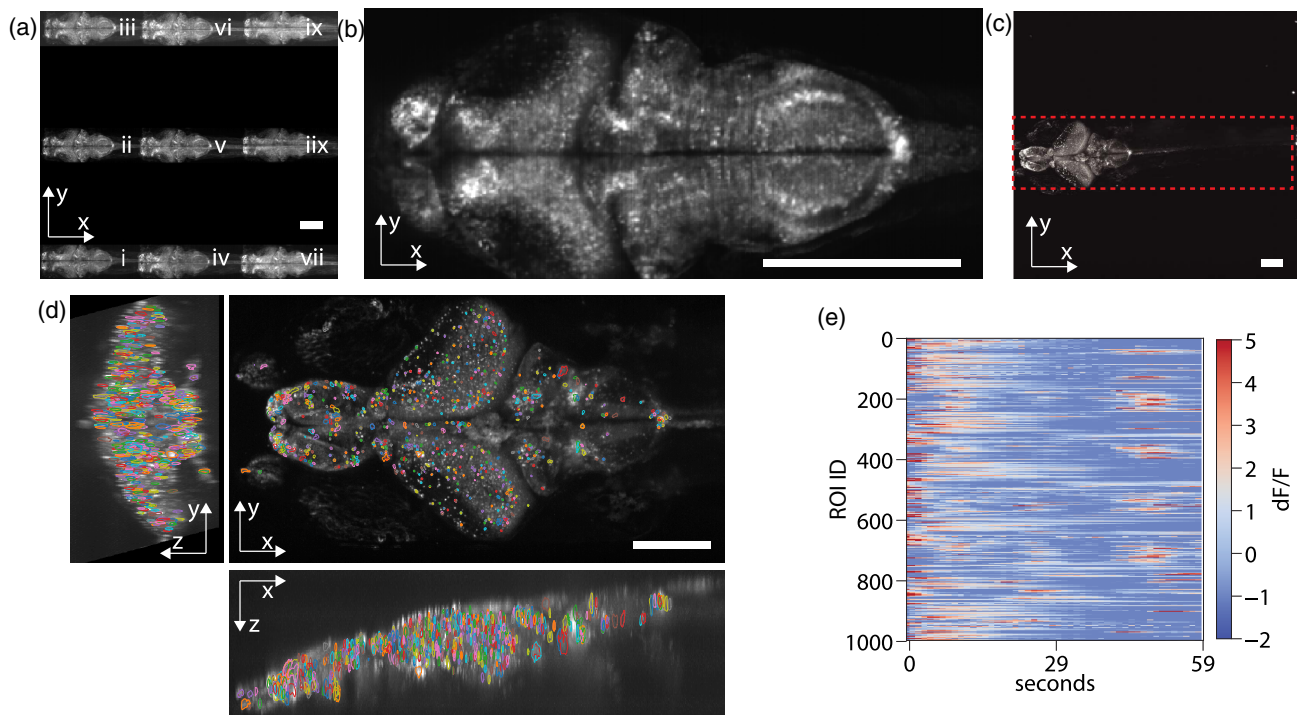 (a)
iii vi ix
ii v iix
i iv vii
y
x
(b)
y
x
(c)
y
x
(d)
y
z
y
x
x
z
(e)
ROI ID
0
200
400
600
800
1000
0 29 59
seconds
5
4
3
2
1
0
−1
−2
dF/F